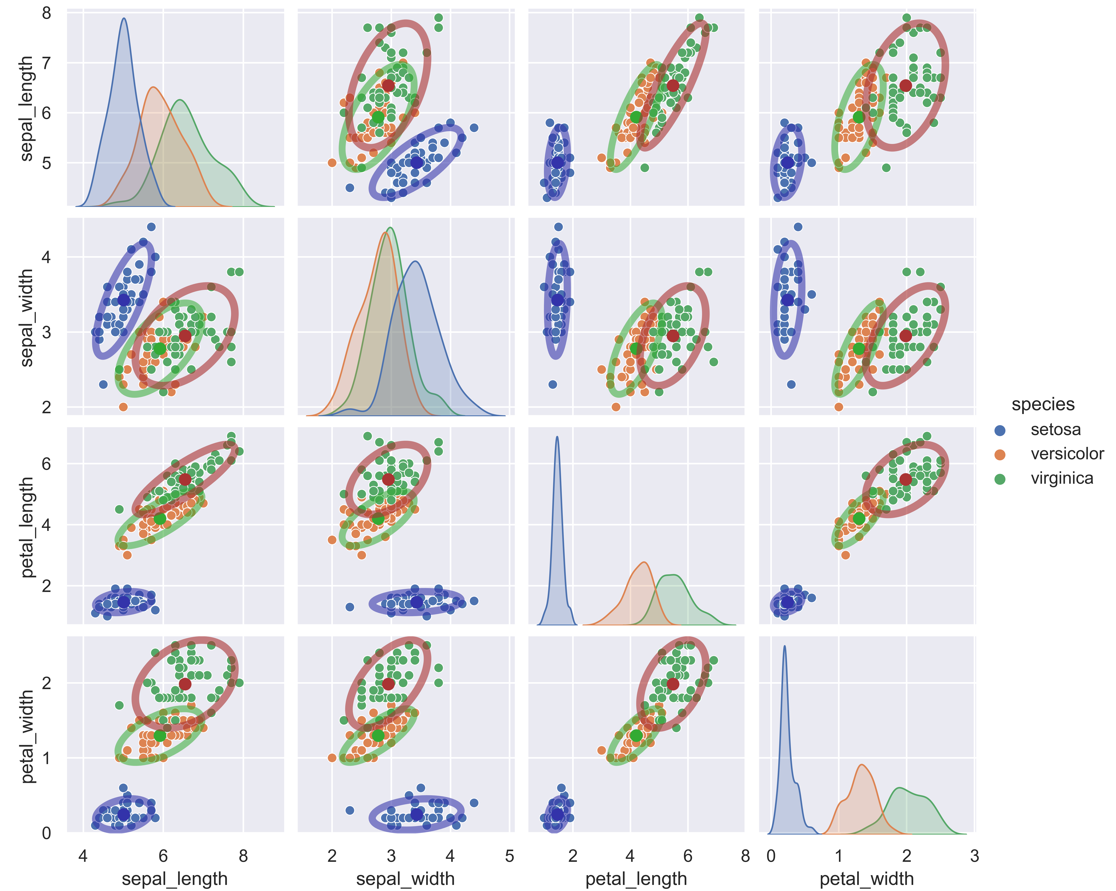 8
7
6
5
sepal_length
4
3
2
sepal_width
6
4
2
petal_length
2
1
0
petal_width
4 6 8
sepal_length
2 3 4 5
sepal_width
2 4 6 8
petal_length
0 1 2 3
petal_width
species
setosa
versicolor
virginica